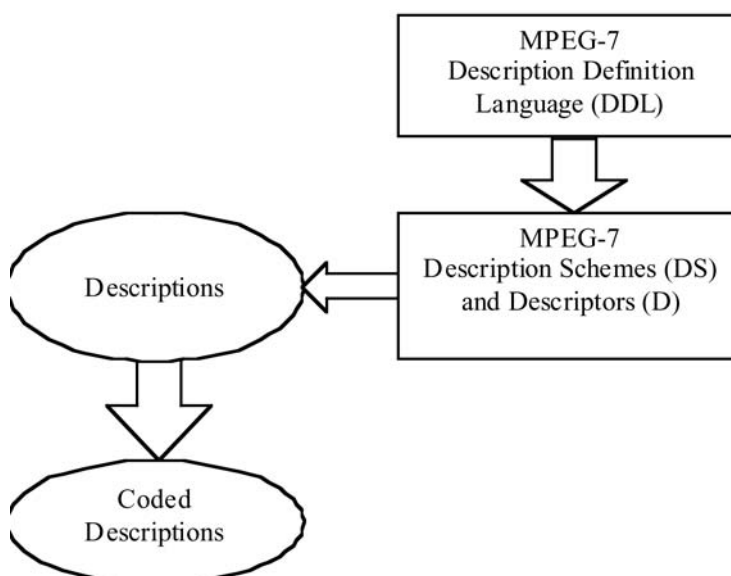 MPEG-7
Description Definition
Language (DDL)
MPEG-7
Description Schemes (DS)
and Descriptors (D)
Descriptions
Coded
Descriptions